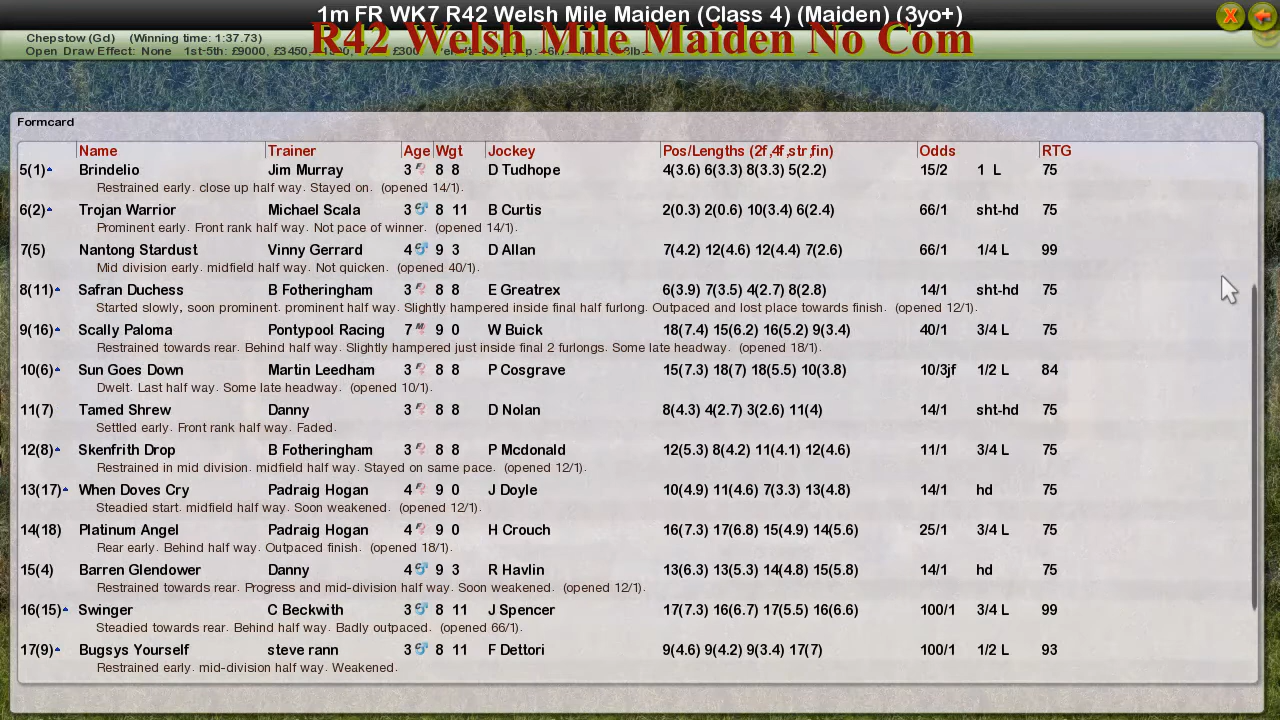 1m FR WK7 R42 Welsh Mile Maiden (Class 4) (Maiden) (3yo+)
R42 Welsh Mile Maiden No Com
Chepstow (Gd) (Winning time: 1:37.73)
Open Draw Effect: None 1st-5th: £9000, £3450, £300
Formcard
Name Trainer Age Wgt Jockey Pos/Lengths (2f,4f,str,fin) Odds RTG
5(1) Brindelio Jim Murray 3 8 8 D Tudhope 4(3.6) 6(3.3) 8(3.3) 5(2.2) 15/2 1 L 75
Restrained early. close up half way. Stayed on. (opened 14/1).
6(2) Trojan Warrior Michael Scala 3 8 11 B Curtis 2(0.3) 2(0.6) 10(3.4) 6(2.4) 66/1 sht-hd 75
Prominent early. Front rank half way. Not pace of winner. (opened 14/1).
7(5) Nantong Stardust Vinny Gerrard 4 9 3 D Allan 7(4.2) 12(4.6) 12(4.4) 7(2.6) 66/1 1/4 L 99
Mid division early. midfield half way. Not quicken. (opened 40/1).
8(11) Safran Duchess B Fotheringham 3 8 8 E Greatrex 6(3.9) 7(3.5) 4(2.7) 8(2.8) 14/1 sht-hd 75
Started slowly, soon prominent. prominent half way. Slightly hampered inside final half furlong. Outpaced and lost place towards finish. (opened 12/1).
9(16) Scally Paloma Pontypool Racing 7 9 0 W Buick 18(7.4) 15(6.2) 16(5.2) 9(3.4) 40/1 3/4 L 75
Restrained towards rear. Behind half way. Slightly hampered just inside final 2 furlongs. Some late headway. (opened 18/1).
10(6) Sun Goes Down Martin Leedham 3 8 8 P Cosgrave 15(7.3) 18(7) 18(5.5) 10(3.8) 10/3jf 1/2 L 84
Dwelt. Last half way. Some late headway. (opened 10/1).
11(7) Tamed Shrew Danny 3 8 8 D Nolan 8(4.3) 4(2.7) 3(2.6) 11(4) 14/1 sht-hd 75
Settled early. Front rank half way. Faded.
12(8) Skenfrith Drop B Fotheringham 3 8 8 P Mcdonald 12(5.3) 8(4.2) 11(4.1) 12(4.6) 11/1 3/4 L 75
Restrained in mid division. midfield half way. Stayed on same pace. (opened 12/1).
13(17) When Doves Cry Padraig Hogan 4 9 0 J Doyle 10(4.9) 11(4.6) 7(3.3) 13(4.8) 14/1 hd 75
Steadied start. midfield half way. Soon weakened. (opened 12/1).
14(18) Platinum Angel Padraig Hogan 4 9 0 H Crouch 16(7.3) 17(6.8) 15(4.9) 14(5.6) 25/1 3/4 L 75
Rear early. Behind half way. Outpaced finish. (opened 18/1).
15(4) Barren Glendower Danny 4 9 3 R Havlin 13(6.3) 13(5.3) 14(4.8) 15(5.8) 14/1 hd 75
Restrained towards rear. Progress and mid-division half way. Soon weakened. (opened 12/1).
16(15) Swinger C Beckwith 3 8 11 J Spencer 17(7.3) 16(6.7) 17(5.5) 16(6.6) 100/1 3/4 L 99
Steadied towards rear. Behind half way. Badly outpaced. (opened 66/1).
17(9) Bugsys Yourself steve rann 3 8 11 F Dettori 9(4.6) 9(4.2) 9(3.4) 17(7) 100/1 1/2 L 93
Restrained early. mid-division half way. Weakened.